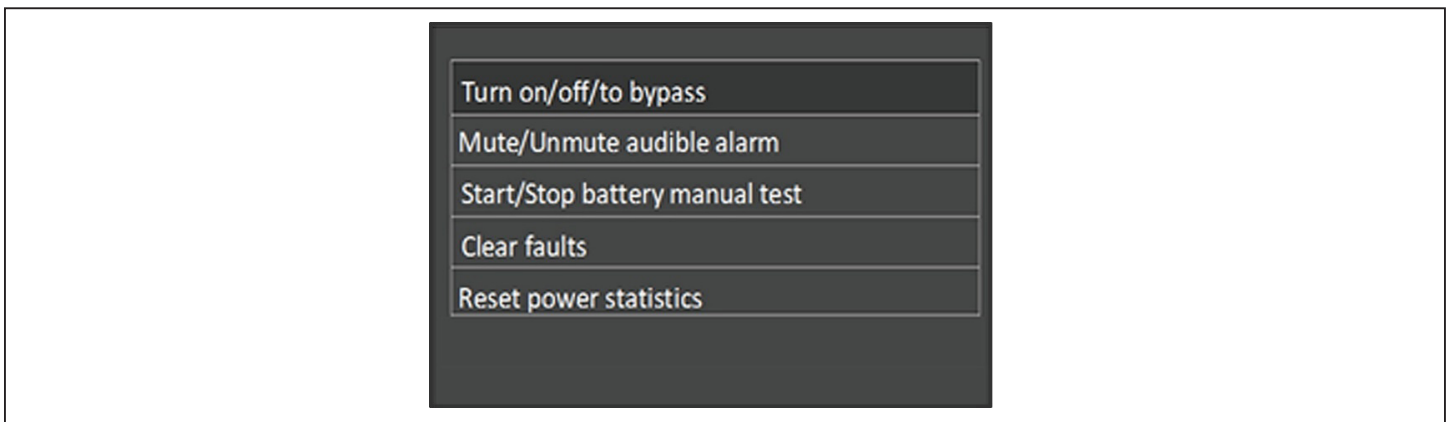 Turn on/off/to bypass
Mute/Unmute audible alarm
Start/Stop battery manual test
Clear faults
Reset power statistics